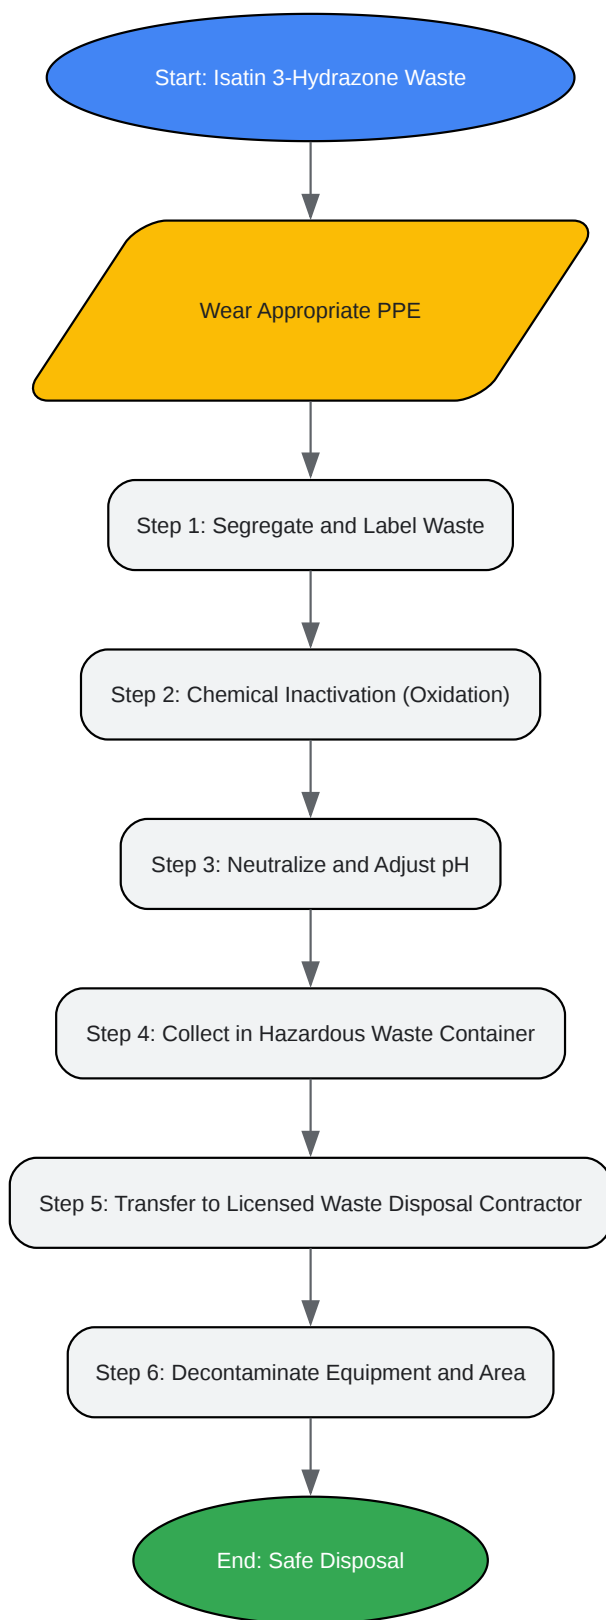 Start: Isatin 3-Hydrazone Waste
Wear Appropriate PPE
Step 1: Segregate and Label Waste
Step 2: Chemical Inactivation (Oxidation)
Step 3: Neutralize and Adjust pH
Step 4: Collect in Hazardous Waste Container
Step 5: Transfer to Licensed Waste Disposal Contractor
Step 6: Decontaminate Equipment and Area
End: Safe Disposal